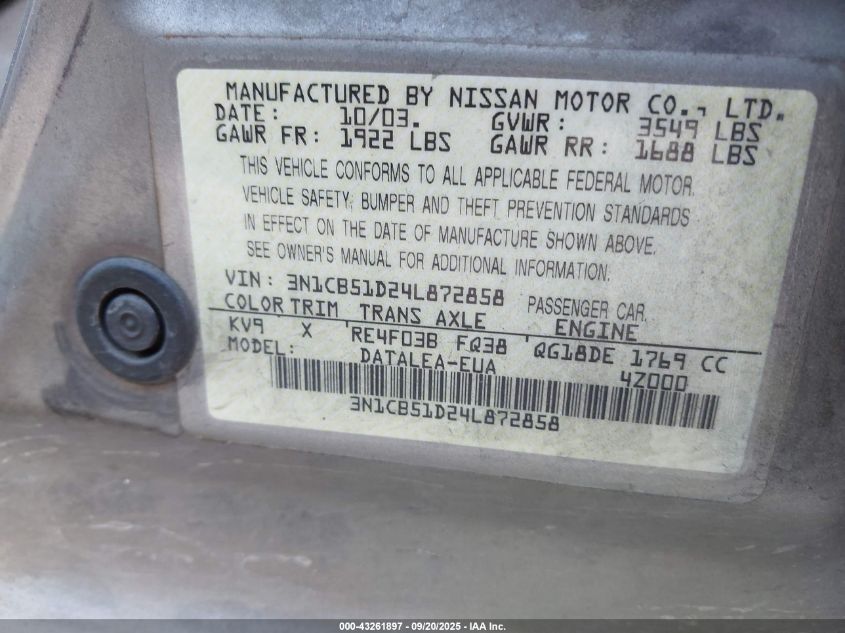 MANUFACTURED BY NISSAN MOTOR CO., LTD.
DATE: 10/03. GVWR: 3549 LBS
GAWR FR: 1922 LBS GAWR RR: 1688 LBS
THIS VEHICLE CONFORMS TO ALL APPLICABLE FEDERAL MOTOR
VEHICLE SAFETY, BUMPER AND THEFT PREVENTION STANDARDS
IN EFFECT ON THE DATE OF MANUFACTURE SHOWN ABOVE.
SEE OWNER'S MANUAL FOR ADDITIONAL INFORMATION.
VIN: 3N1CB51D24L872858 PASSENGER CAR
COLOR TRIM TRANS AXLE ENGINE
KV9 X RE4F03B FQ38 QG18DE 1769 CC
MODEL: DATALEA-EUA 4Z000
3N1CB51D24L872858
000-43261897 - 09/20/2025 - IAA Inc.